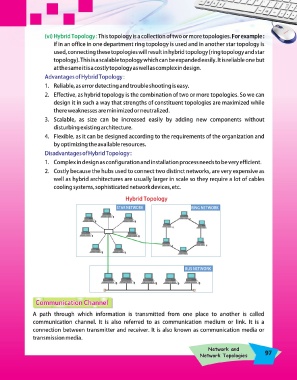 (vi) Hybrid Topology : This topology is a collection of two or more topologies. For example :
If in an office in one department ring topology is used and in another star topology is
used, connecting these topologies will result in hybrid topology (ring topology and star
topology). This is a scalable topology which can be expanded easily. It is reliable one but
at the same it is a costly topology as well as complex in design.
Advantages of Hybrid Topology :
1. Reliable, as error detecting and trouble shooting is easy.
2. Effective, as hybrid topology is the combination of two or more topologies. So we can
design it in such a way that strengths of constituent topologies are maximized while
there weaknesses are minimized or neutralized.
3. Scalable, as size can be increased easily by adding new components without
disturbing existing architecture.
4. Flexible, as it can be designed according to the requirements of the organization and
by optimizing the available resources.
Disadvantages of Hybrid Topology :
1. Complex in design as configuration and installation process needs to be very efficient.
2. Costly because the hubs used to connect two distinct networks, are very expensive as
well as hybrid architectures are usually larger in scale so they require a lot of cables
cooling systems, sophisticated network devices, etc.
Hybrid Topology
STAR NETWORK
RING NETWORK
BUS NETWORK
Communication Channel
A path through which information is transmitted from one place to another is called
communication channel. It is also referred to as communication medium or link. It is a
connection between transmitter and receiver. It is also known as communication media or
transmission media.
Network and
Network Topologies
97